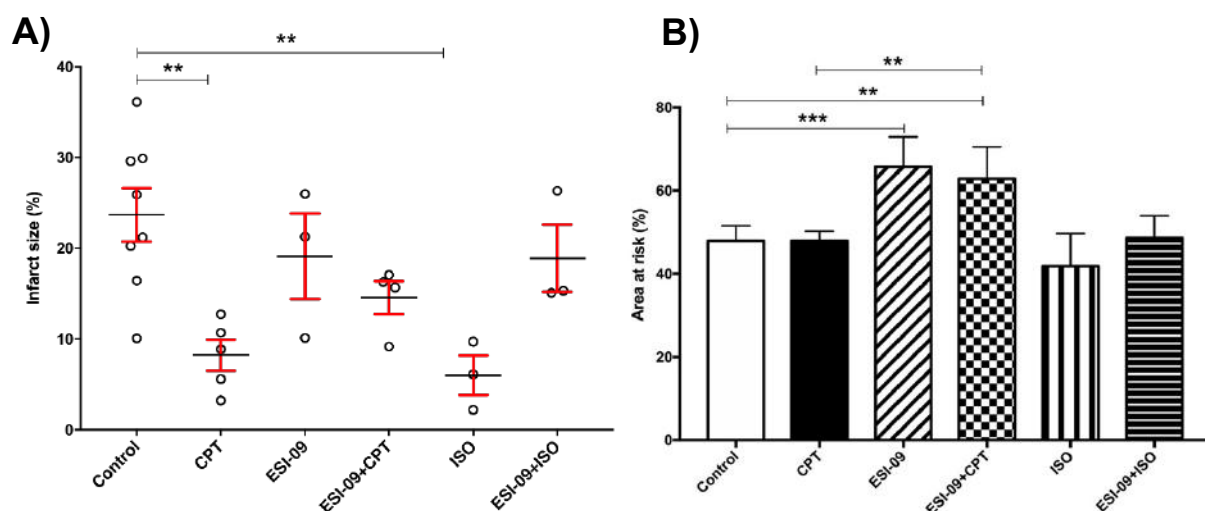 A)
**
**
Infarct size (%)
40
30
20
10
0
Control
CPT
ESI-09
ESI-09+CPT
ISO
ESI-09+ISO
B)
**
**
***
Area at risk (%)
80
60
40
20
0
Control
CPT
ESI-09
ESI-09+CPT
ISO
ESI-09+ISO